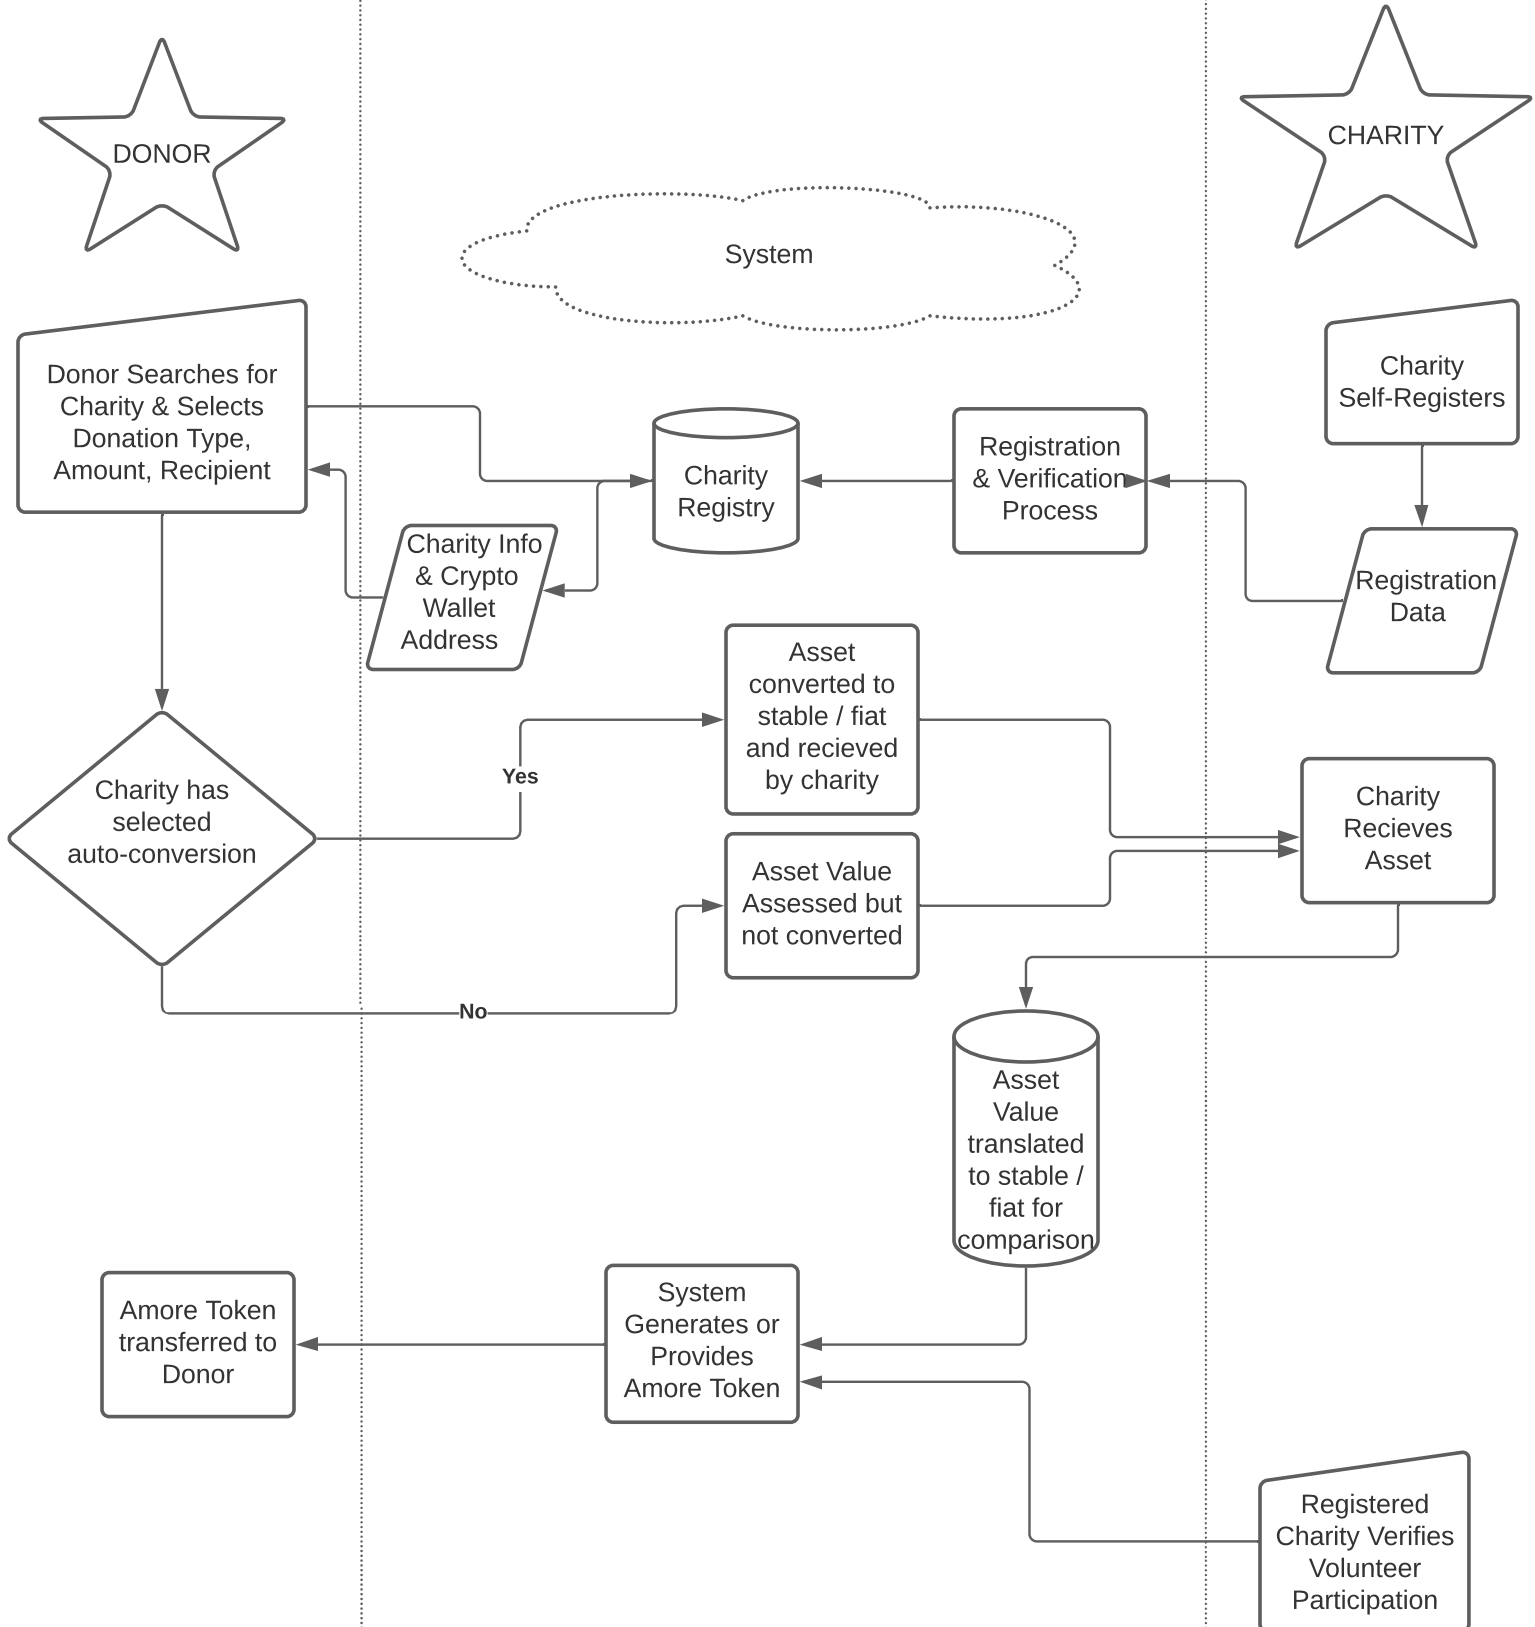 DONOR
CHARITY
System
Donor Searches for
Charity & Selects
Donation Type,
Amount, Recipient
Charity
Registry
Registration
& Verification
Process
Charity
Self-Registers
Charity Info
& Crypto
Wallet
Address
Registration
Data
Asset
converted to
stable / fiat
and recieved
by charity
Yes
Charity has
selected
auto-conversion
Charity
Recieves
Asset
Asset Value
Assessed but
not converted
No
Asset
Value
translated
to stable /
fiat for
comparison
Amore Token
transferred to
Donor
System
Generates or
Provides
Amore Token
Registered
Charity Verifies
Volunteer
Participation